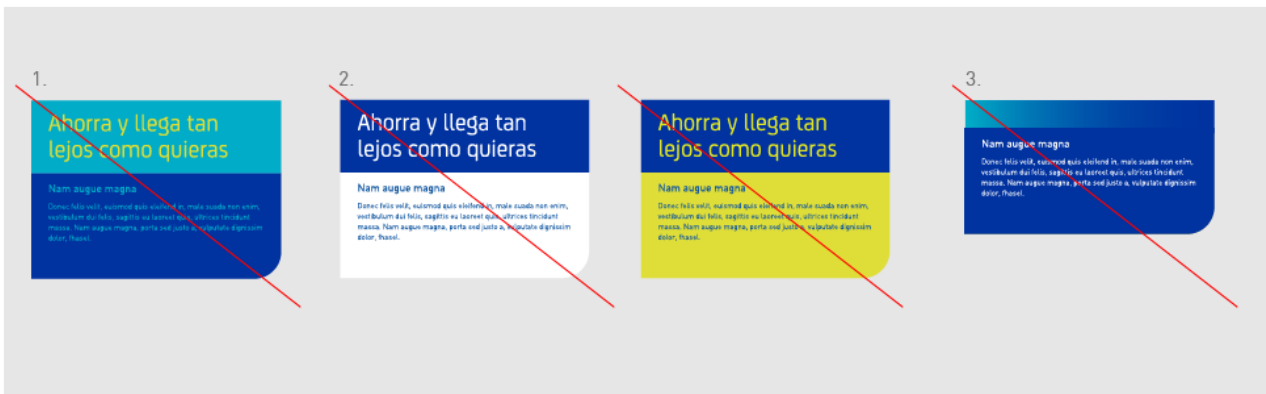 1.
Ahorra y llega tan
lejos como quieras
Nam augue magna
Donec felis velit, euismod quis eleifend in, male suada non enim,
vestibulum dui felis, sagittis eu laoreet quis, ultrices tincidunt
massa. Nam augue magna, porta sed justo a, vulputate dignissim
dolor, fhasel.
2.
Ahorra y llega tan
lejos como quieras
Nam augue magna
Donec felis velit, euismod quis eleifend in, male suada non enim,
vestibulum dui felis, sagittis eu laoreet quis, ultrices tincidunt
massa. Nam augue magna, porta sed justo a, vulputate dignissim
dolor, fhasel.
Ahorra y llega tan
lejos como quieras
Nam augue magna
Donec felis velit, euismod quis eleifend in, male suada non enim,
vestibulum dui felis, sagittis eu laoreet quis, ultrices tincidunt
massa. Nam augue magna, porta sed justo a, vulputate dignissim
dolor, fhasel.
3.
Nam augue magna
Donec felis velit, euismod quis eleifend in, male suada non enim,
vestibulum dui felis, sagittis eu laoreet quis, ultrices tincidunt
massa. Nam augue magna, porta sed justo a, vulputate dignissim
dolor, fhasel.